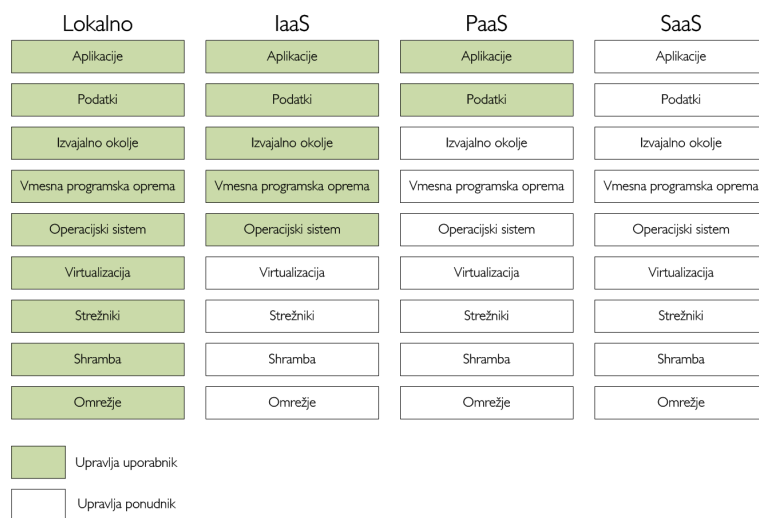 Lokalno
IaaS
PaaS
SaaS
Aplikacije
Aplikacije
Aplikacije
Aplikacije
Podatki
Podatki
Podatki
Podatki
Izvajalno okolje
Izvajalno okolje
Izvajalno okolje
Izvajalno okolje
Vmesna programska oprema
Vmesna programska oprema
Vmesna programska oprema
Vmesna programska oprema
Operacijski sistem
Operacijski sistem
Operacijski sistem
Operacijski sistem
Virtualizacija
Virtualizacija
Virtualizacija
Virtualizacija
Strežniki
Strežniki
Strežniki
Strežniki
Shramba
Shramba
Shramba
Shramba
Omrežje
Omrežje
Omrežje
Omrežje
Upravlja uporabnik
Upravlja ponudnik